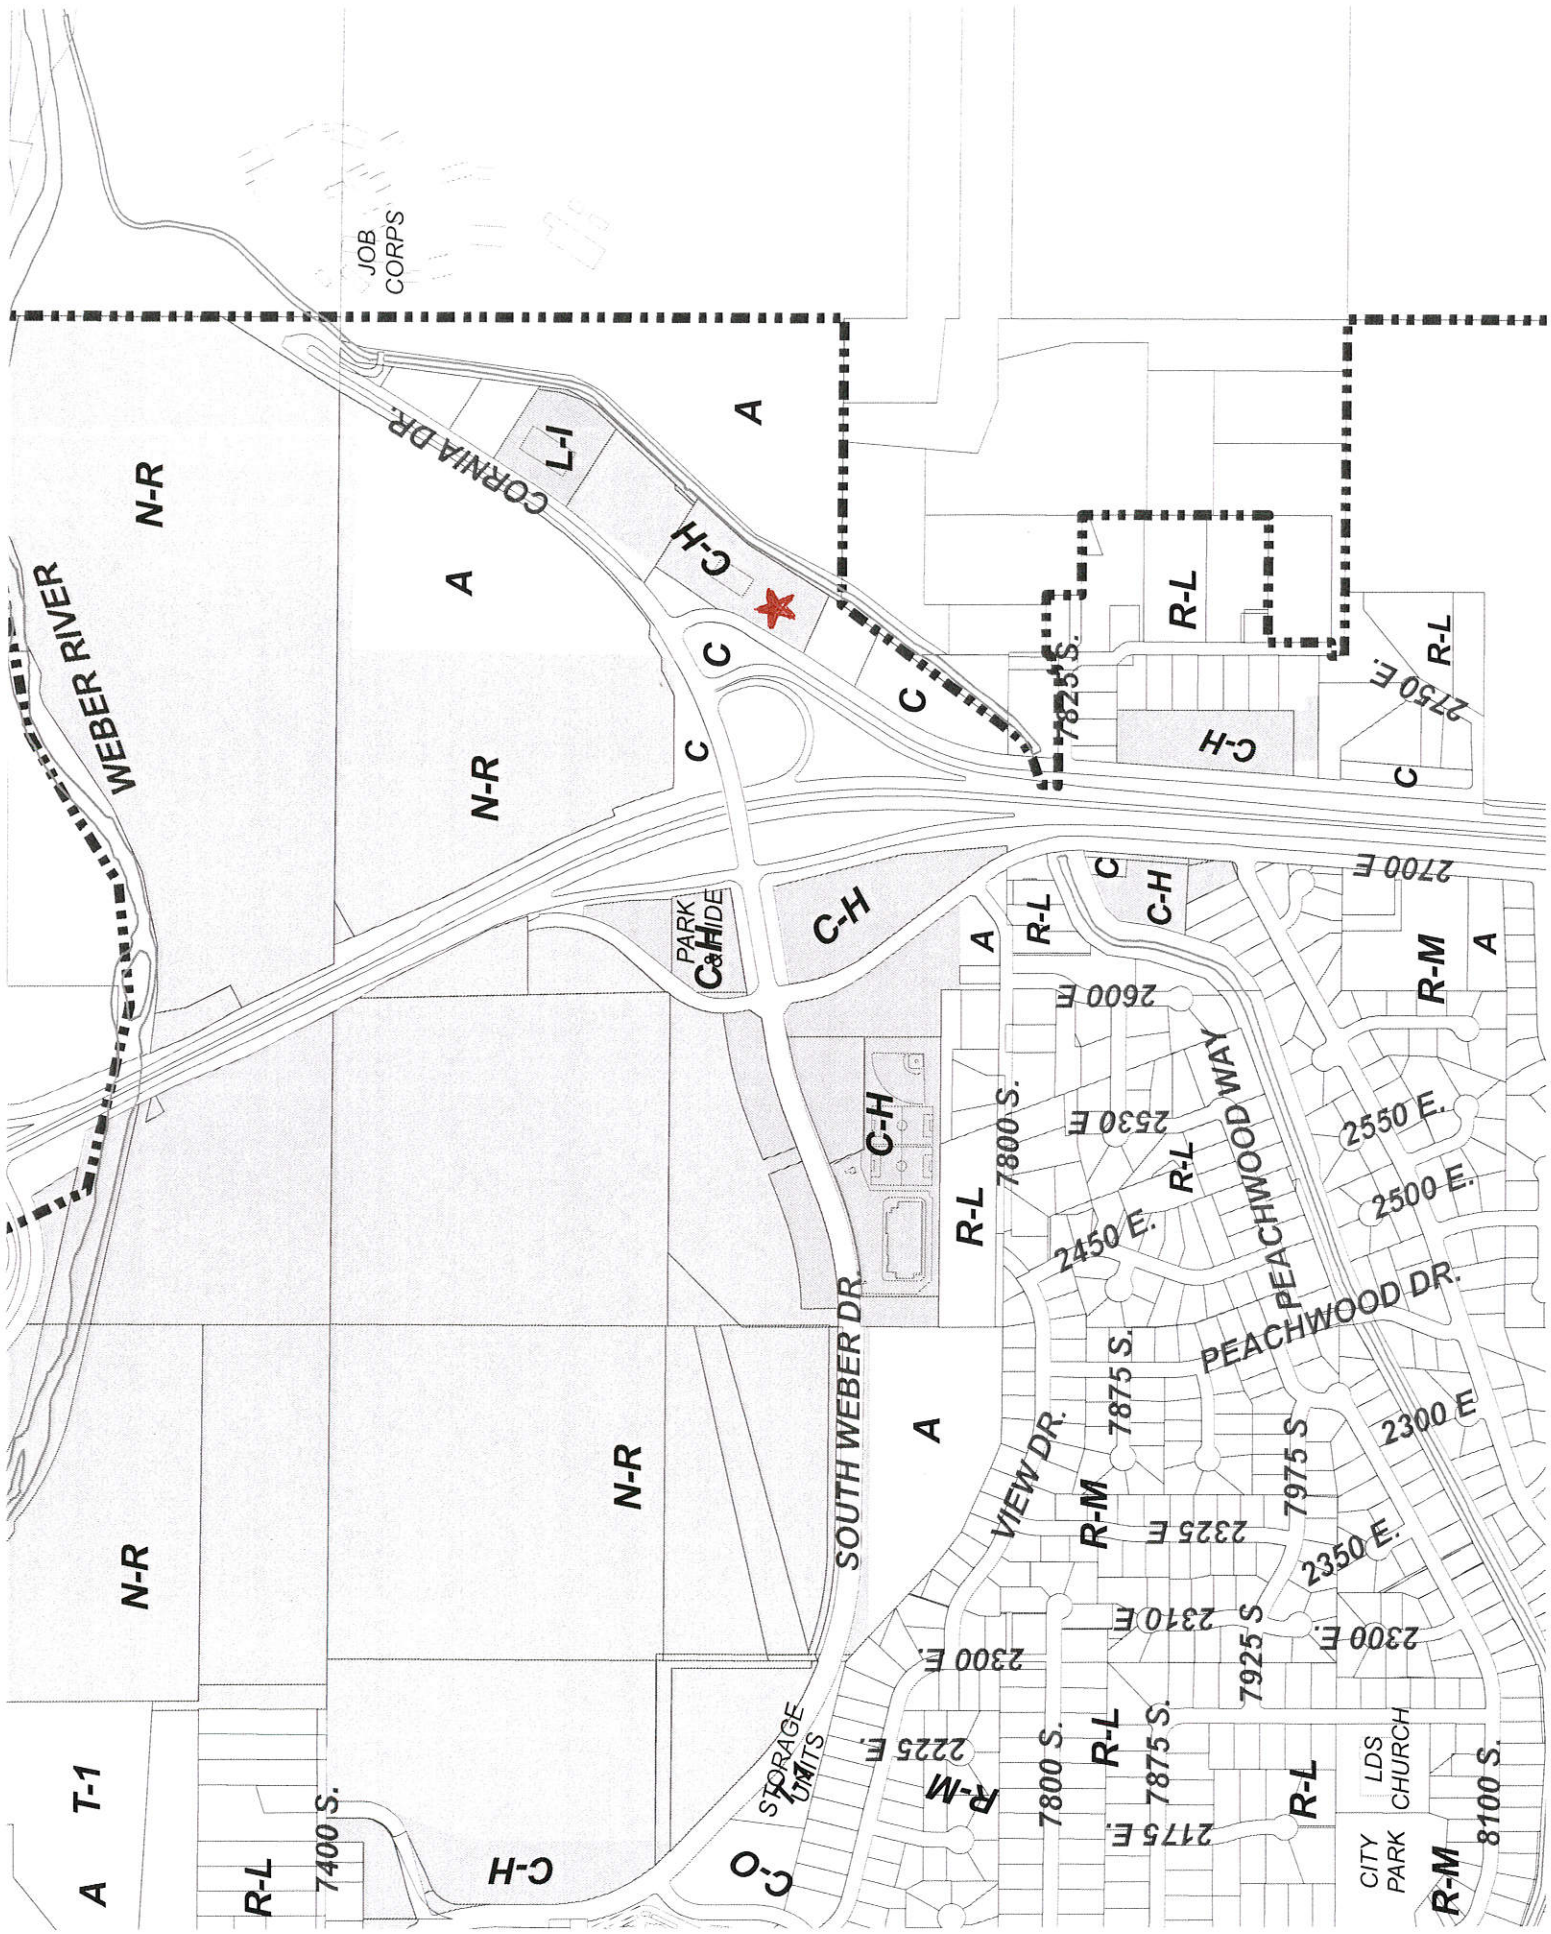 JOB
CORPS
N-R
A
CORNIA DR.
L-I
C-H
WEBER RIVER
A
N-R
C
C
C
R-L
7825 S.
R-L
2750 E.
C-H
C
PARK
& RIDE
C-H
C-H
A
R-L
C
C-H
2700 E
R-M
A
2600 E
PEACHWOOD WAY
C-H
7800 S.
2530 E
R-L
2550 E.
2500 E.
R-L
2450 E.
PEACHWOOD DR.
SOUTH WEBER DR.
A
7875 S.
2300 E
N-R
N-R
VIEW DR.
R-M
2325 E
7975 S
2350 E.
2310 E
7925 S
2300 E.
2300 E.
T-1
A
R-L
7400 S.
C-H
STORAGE
UNITS
C-O
2225 E.
R-M
7800 S.
R-L
7875 S.
2175 E.
R-L
LDS
CHURCH
CITY
PARK
R-M
8100 S.